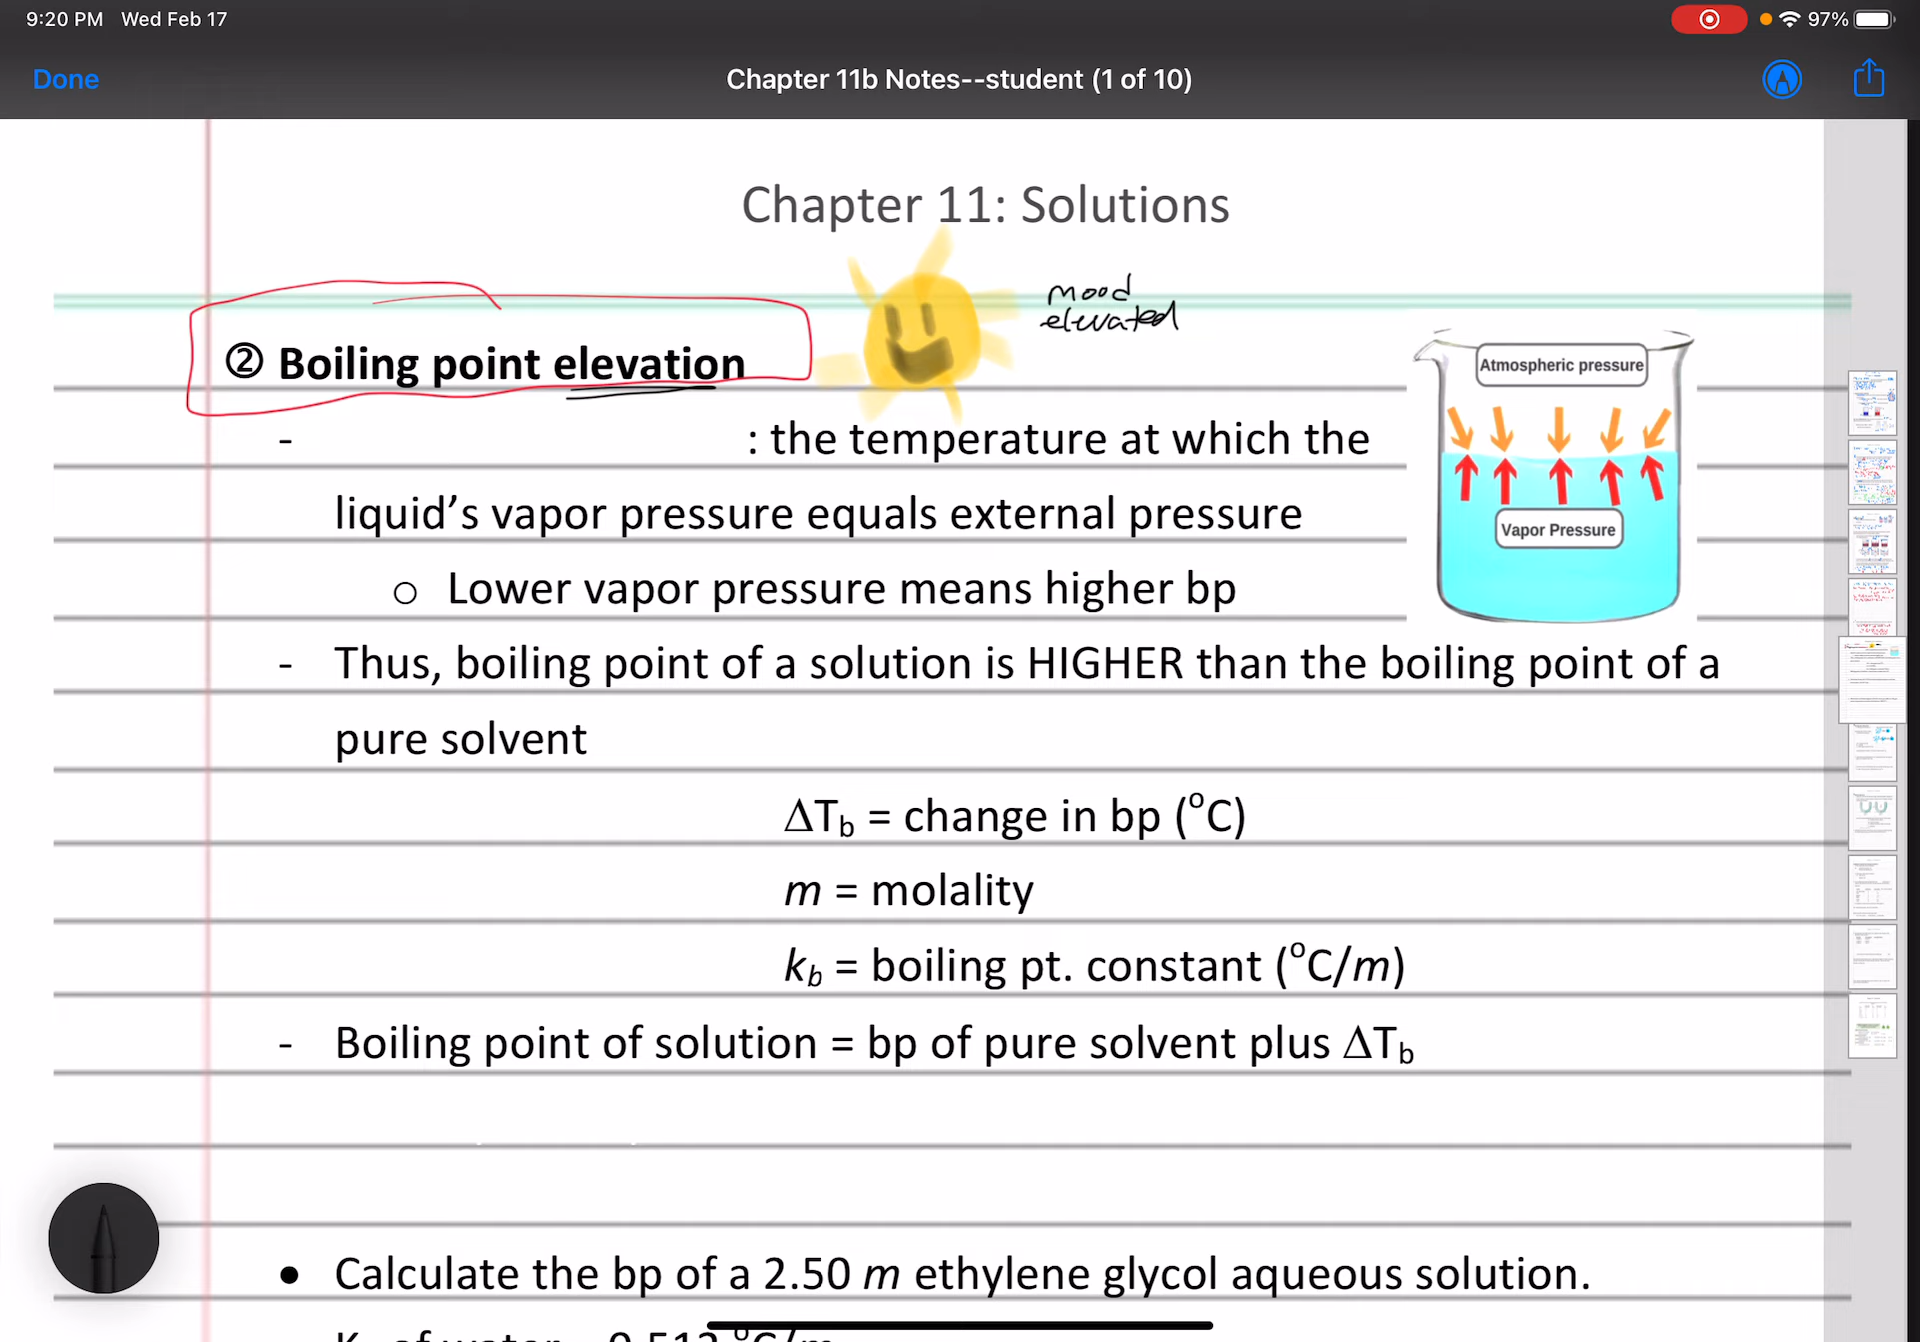 9:20 PM Wed Feb 17
97%
Done
Chapter 11b Notes--student (1 of 10)
Chapter 11: Solutions
mood
elevated
② Boiling point elevation
Atmospheric pressure
- : the temperature at which the
liquid's vapor pressure equals external pressure
Vapor Pressure
o Lower vapor pressure means higher bp
- Thus, boiling point of a solution is HIGHER than the boiling point of a
pure solvent
ΔTb = change in bp (°C)
m = molality
kb = boiling pt. constant (°C/m)
- Boiling point of solution = bp of pure solvent plus ΔTb
• Calculate the bp of a 2.50 m ethylene glycol aqueous solution.